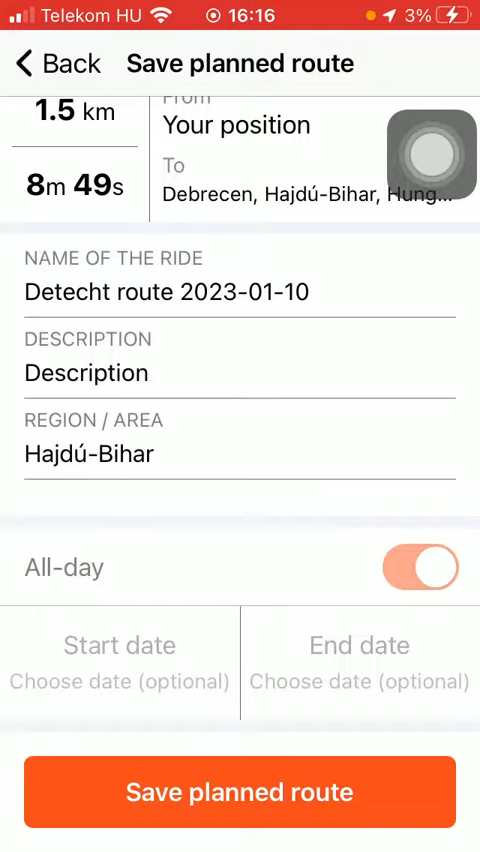 Telekom HU 16:16 3%
Back Save planned route
1.5 km
From
Your position
8m 49s
To
Debrecen, Hajdú-Bihar, Hung...
NAME OF THE RIDE
Detecht route 2023-01-10
DESCRIPTION
Description
REGION / AREA
Hajdú-Bihar
All-day
Start date
Choose date (optional)
End date
Choose date (optional)
Save planned route